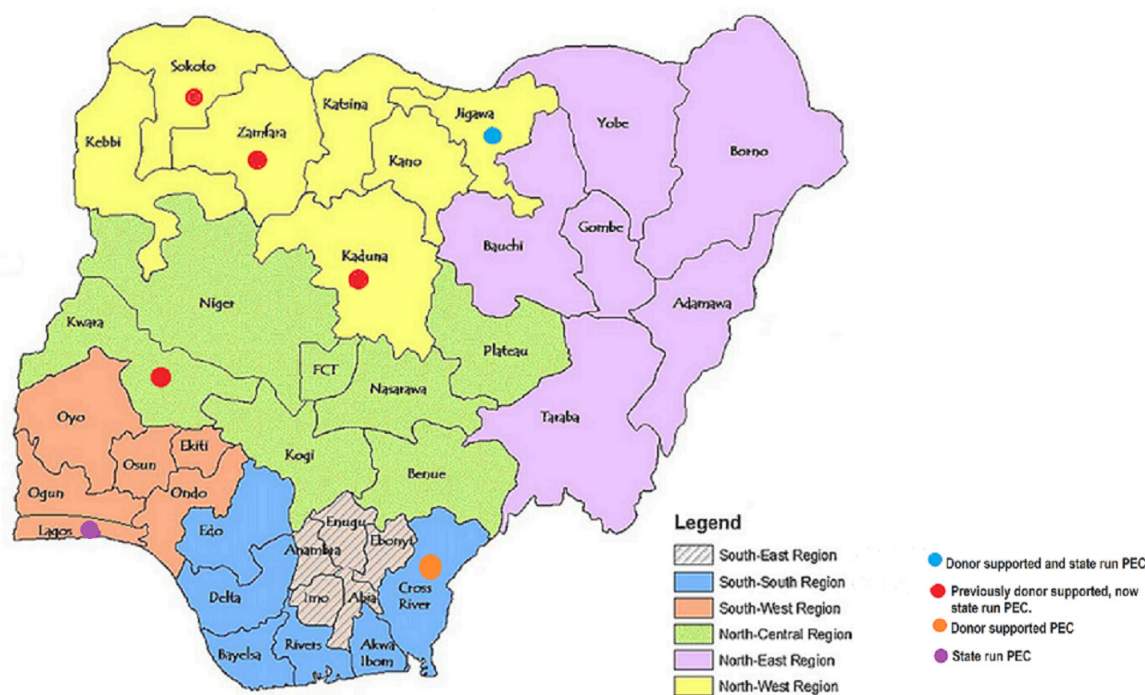 Sokoto
Kebbi
Zamfara
Katsina
Jigawa
Kano
Yobe
Borno
Bauchi
Gombe
Kaduna
Adamawa
Niger
Kwara
FCT
Plateau
Nasarawa
Taraba
Oyo
Ekiti
Osun
Kogi
Benue
Ogun
Ondo
Lagos
Edo
Enugu
Anambra
Ebonyi
Delta
Imo
Abia
Cross
River
Bayelsa
Rivers
Akwa
Ibom
Legend
South-East Region
South-South Region
South-West Region
North-Central Region
North-East Region
North-West Region
Donor supported and state run PEC
Previously donor supported, now
state run PEC.
Donor supported PEC
State run PEC